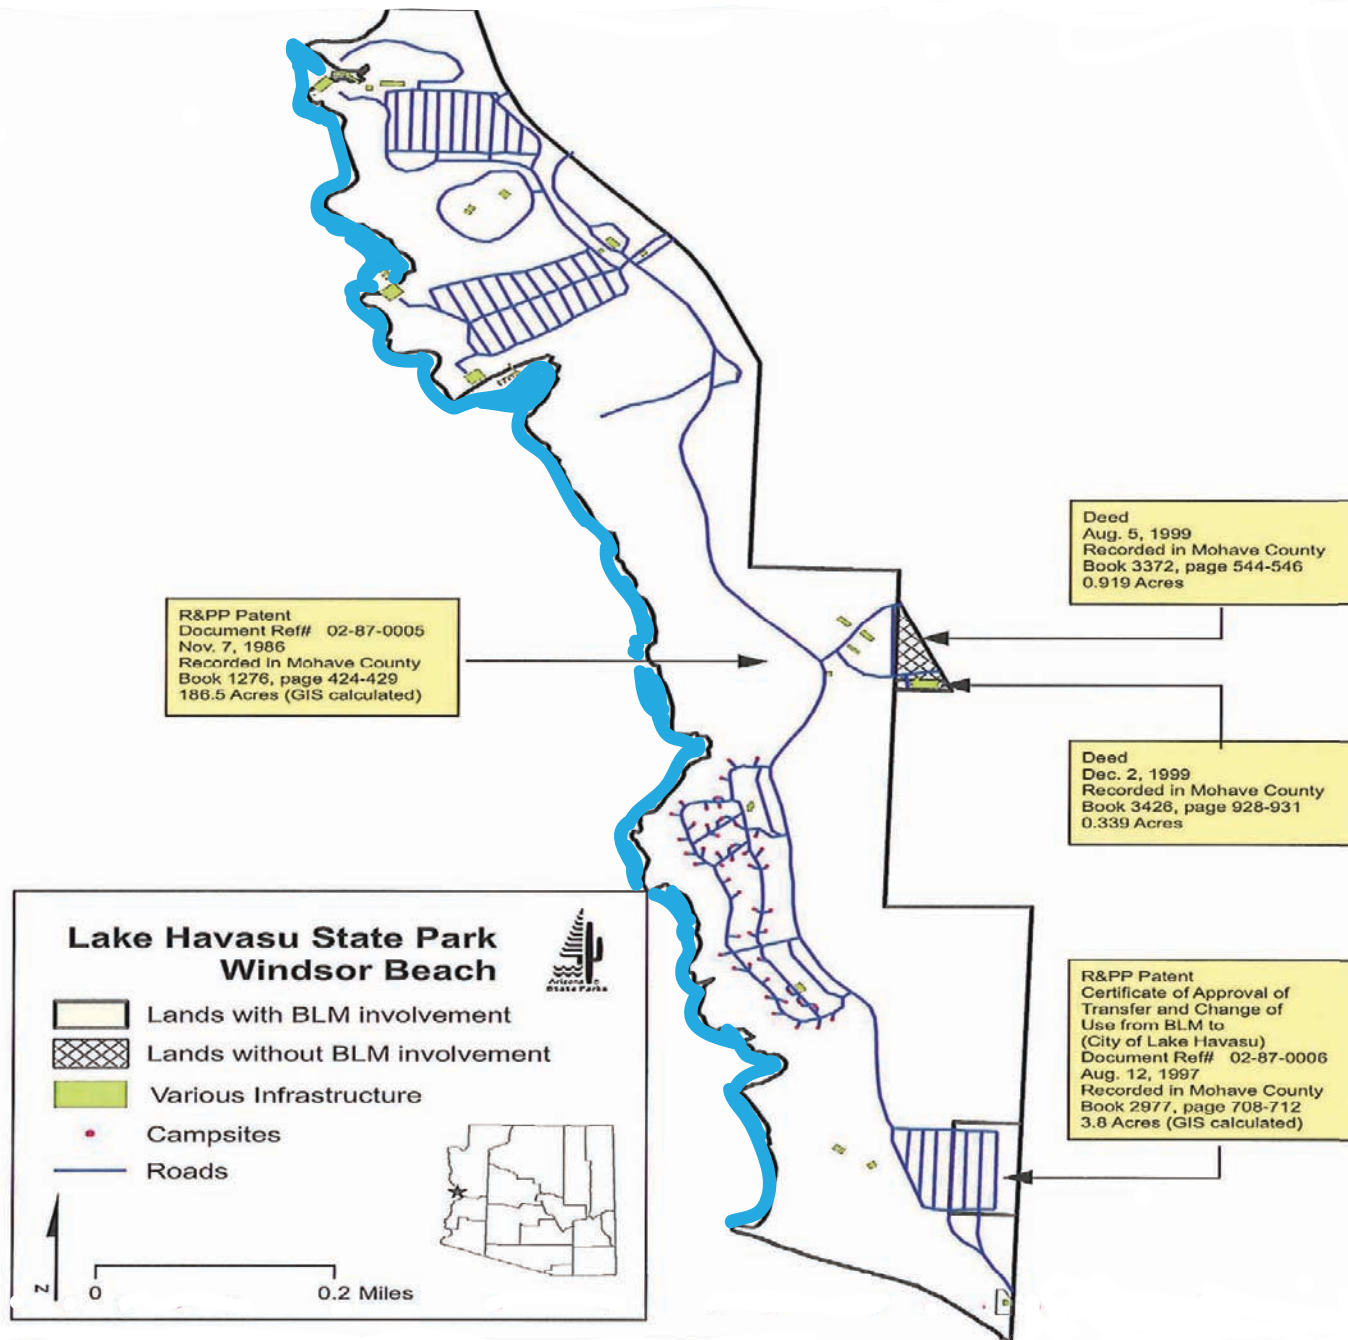 Deed
Aug. 5, 1999
Recorded in Mohave County
Book 3372, page 544-546
0.919 Acres
R&PP Patent
Document Ref# 02-87-0005
Nov. 7, 1986
Recorded in Mohave County
Book 1276, page 424-429
186.5 Acres (GIS calculated)
Deed
Dec. 2, 1999
Recorded in Mohave County
Book 3426, page 928-931
0.339 Acres
R&PP Patent
Certificate of Approval of
Transfer and Change of
Use from BLM to
(City of Lake Havasu)
Document Ref# 02-87-0006
Aug. 12, 1997
Recorded in Mohave County
Book 2977, page 708-712
3.8 Acres (GIS calculated)
Lake Havasu State Park
Windsor Beach
Arizona
State Parks
Lands with BLM involvement
Lands without BLM involvement
Various Infrastructure
Campsites
Roads
N
0 0.2 Miles